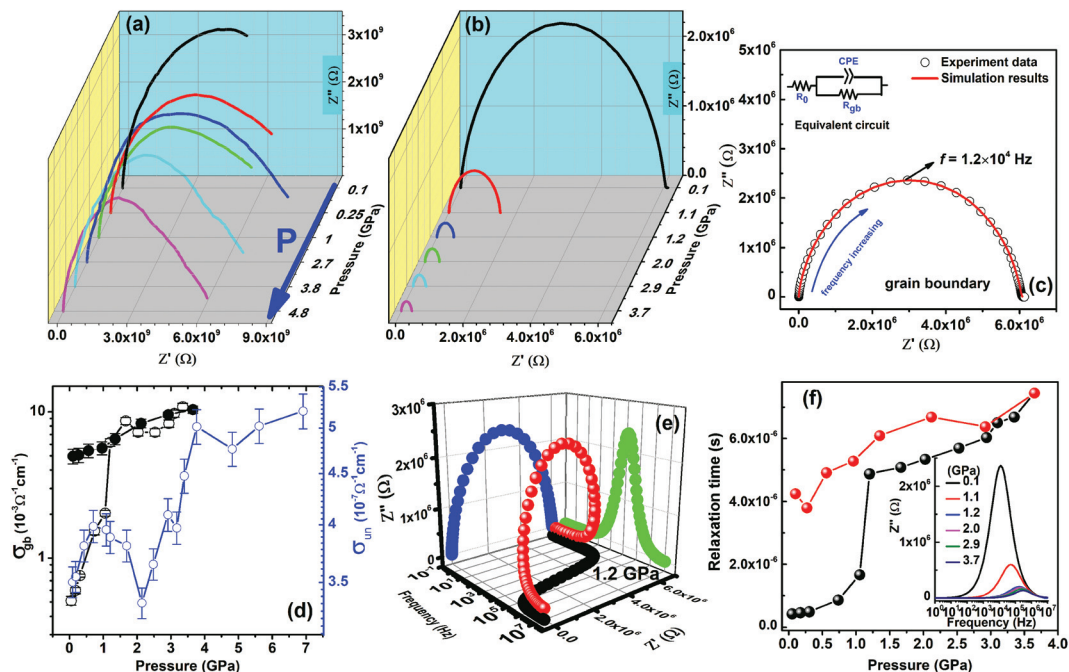 (a)
3x10⁹
2x10⁹
1x10⁹
Z'' (Ω)
0.1
0.25
1
2.7
3.8
4.8
Pressure (GPa)
P
0.0
3.0x10⁹
6.0x10⁹
9.0x10⁹
Z' (Ω)
(b)
2.0x10⁶
1.0x10⁶
0.0
Z'' (Ω)
0.1
1.1
1.2
2.0
2.9
3.7
Pressure (GPa)
0.0
2.0x10⁶
4.0x10⁶
6.0x10⁶
Z' (Ω)
5x10⁶
4x10⁶
3x10⁶
2x10⁶
1x10⁶
0
Z'' (Ω)
CPE
R₀
R_gb
Equivalent circuit
Experiment data
Simulation results
f = 1.2×10⁴ Hz
frequency increasing
grain boundary
(c)
0
2x10⁶
4x10⁶
6x10⁶
Z' (Ω)
10
1
σ_gb (10⁻³Ω⁻¹cm⁻¹)
5.5
5
4.5
4
3.5
σ_un (10⁻⁷Ω⁻¹cm⁻¹)
(d)
0 1 2 3 4 5 6 7
Pressure (GPa)
3x10⁶
2x10⁶
1x10⁶
0
Z'' (Ω)
(e)
1.2 GPa
10³
10⁵
10⁷
Frequency (Hz)
0.0
2.0x10⁶
4.0x10⁶
6.0x10⁶
Z' (Ω)
(f)
6.0x10⁻⁶
4.0x10⁻⁶
2.0x10⁻⁶
0.0
Relaxation time (s)
(GPa)
0.1
1.1
1.2
2.0
2.9
3.7
2x10⁶
1x10⁶
0
Z'' (Ω)
10⁰ 10¹ 10² 10³ 10⁴ 10⁵ 10⁶ 10⁷
Frequency (Hz)
0.0 0.5 1.0 1.5 2.0 2.5 3.0 3.5 4.0
Pressure (GPa)